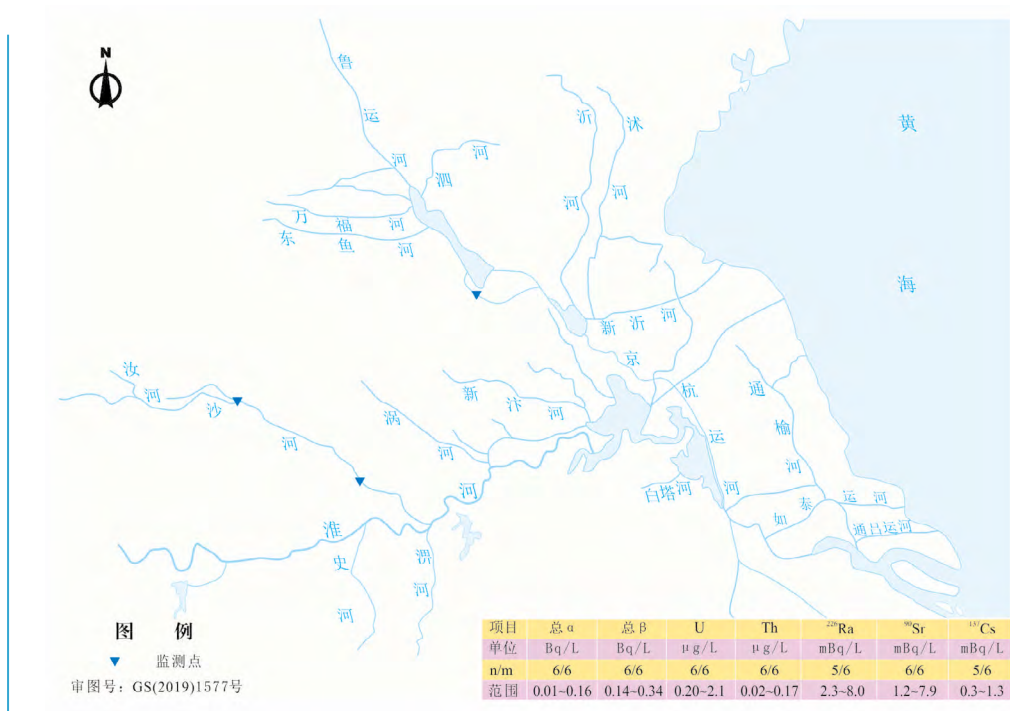 N
黄海
鲁运河
泗河
万福河
东鱼河
沂河
沭河
新沂河
京杭运河
通榆河
汝河
沙河
涡河
新汴河
白塔河
淮河
史河
淠河
如泰运河
通吕运河
图 例
监测点
审图号：GS(2019)1577号
项目 总α 总β U Th ²²⁶Ra ⁹⁰Sr ¹³⁷Cs
单位 Bq/L Bq/L μg/L μg/L mBq/L mBq/L mBq/L
n/m 6/6 6/6 6/6 6/6 5/6 6/6 5/6
范围 0.01~0.16 0.14~0.34 0.20~2.1 0.02~0.17 2.3~8.0 1.2~7.9 0.3~1.3